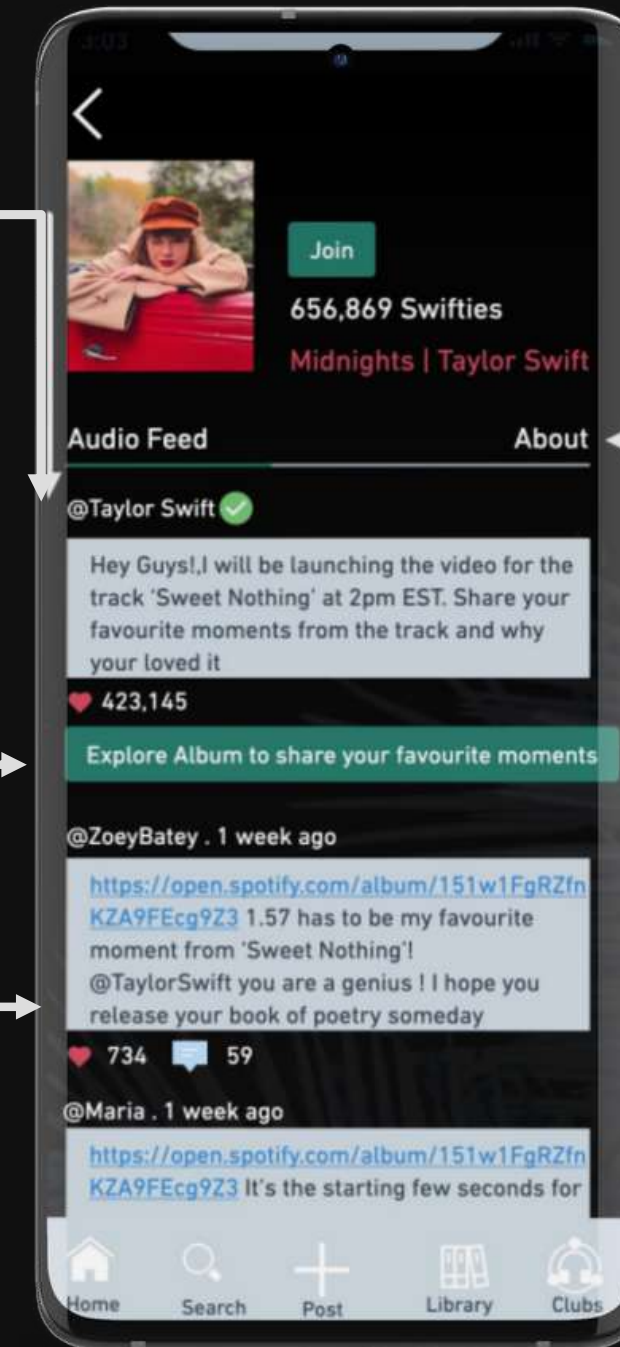 3:03
Join
656,869 Swifties
Midnights | Taylor Swift
Audio Feed
About
@Taylor Swift
Hey Guys!,I will be launching the video for the
track 'Sweet Nothing' at 2pm EST. Share your
favourite moments from the track and why
your loved it
423,145
Explore Album to share your favourite moments
@ZoeyBatey . 1 week ago
https://open.spotify.com/album/151w1FgRZfn
KZA9FEcg9Z3 1.57 has to be my favourite
moment from 'Sweet Nothing'!
@TaylorSwift you are a genius ! I hope you
release your book of poetry someday
734 59
@Maria . 1 week ago
https://open.spotify.com/album/151w1FgRZfn
KZA9FEcg9Z3 It's the starting few seconds for
Home Search Post Library Clubs